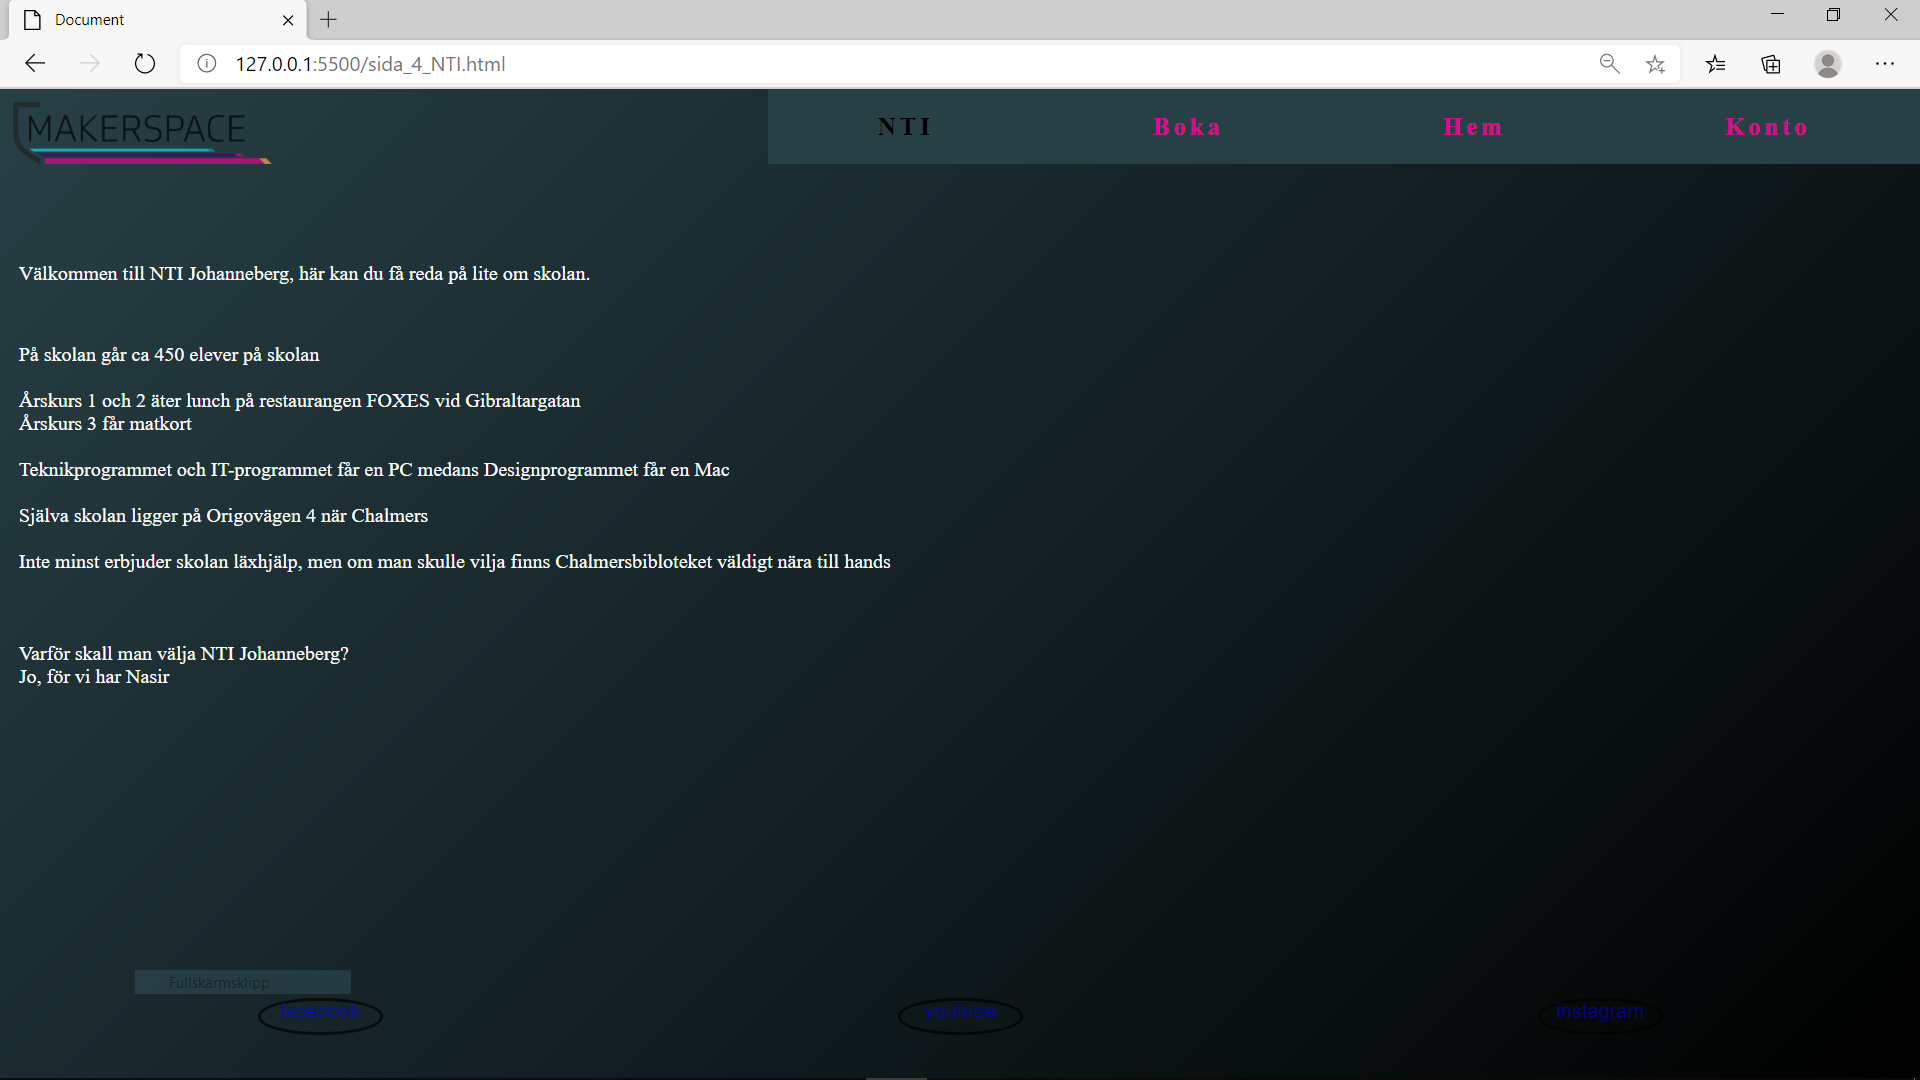 Document
127.0.0.1:5500/sida_4_NTI.html
MAKERSPACE
NTI
Boka
Hem
Konto
Välkommen till NTI Johanneberg, här kan du få reda på lite om skolan.
På skolan går ca 450 elever på skolan
Årskurs 1 och 2 äter lunch på restaurangen FOXES vid Gibraltargatan
Årskurs 3 får matkort
Teknikprogrammet och IT-programmet får en PC medans Designprogrammet får en Mac
Själva skolan ligger på Origovägen 4 när Chalmers
Inte minst erbjuder skolan läxhjälp, men om man skulle vilja finns Chalmersbibloteket väldigt nära till hands
Varför skall man välja NTI Johanneberg?
Jo, för vi har Nasir
Fullskärmsklipp
youtube
instagram